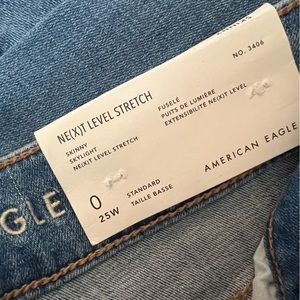 NE(X)T LEVEL STRETCH
SKINNY
SKYLIGHT
NE(X)T LEVEL STRETCH
FUSELÉ
PUITS DE LUMIÈRE
EXTENSIBILITÉ NE(X)T LEVEL
NO. 3406
0
25W
STANDARD
TAILLE BASSE
AMERICAN EAGLE
GLE